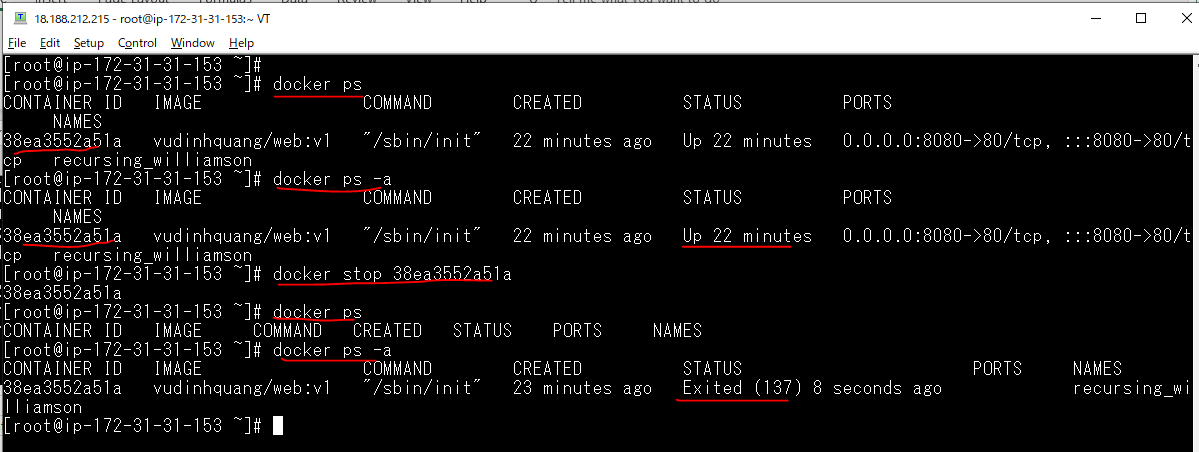 18.188.212.215 - root@ip-172-31-31-153:~ VT
File Edit Setup Control Window Help
[root@ip-172-31-31-153 ~]#
[root@ip-172-31-31-153 ~]# docker ps
CONTAINER ID   IMAGE                COMMAND        CREATED          STATUS          PORTS
     NAMES
38ea3552a51a   vudinhquang/web:v1   "/sbin/init"   22 minutes ago   Up 22 minutes   0.0.0.0:8080->80/tcp, :::8080->80/t
cp   recursing_williamson
[root@ip-172-31-31-153 ~]# docker ps -a
CONTAINER ID   IMAGE                COMMAND        CREATED          STATUS          PORTS
     NAMES
38ea3552a51a   vudinhquang/web:v1   "/sbin/init"   22 minutes ago   Up 22 minutes   0.0.0.0:8080->80/tcp, :::8080->80/t
cp   recursing_williamson
[root@ip-172-31-31-153 ~]# docker stop 38ea3552a51a
38ea3552a51a
[root@ip-172-31-31-153 ~]# docker ps
CONTAINER ID   IMAGE     COMMAND   CREATED   STATUS    PORTS     NAMES
[root@ip-172-31-31-153 ~]# docker ps -a
CONTAINER ID   IMAGE                COMMAND        CREATED          STATUS                       PORTS     NAMES
38ea3552a51a   vudinhquang/web:v1   "/sbin/init"   23 minutes ago   Exited (137) 8 seconds ago             recursing_wi
lliamson
[root@ip-172-31-31-153 ~]#